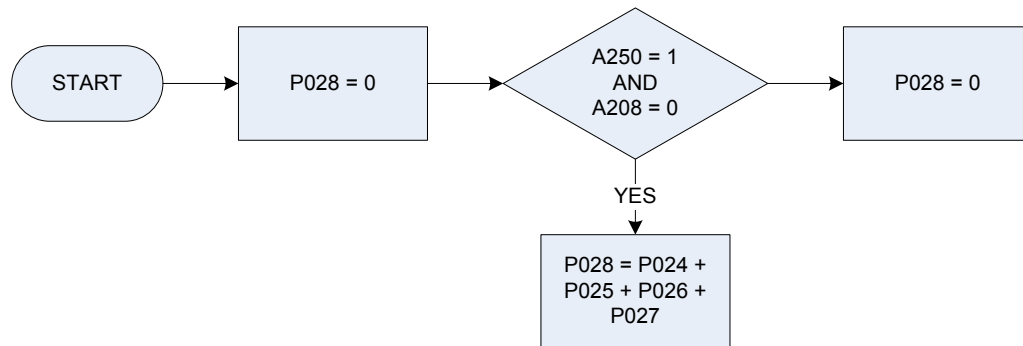 START
P028 = 0
A250 = 1
AND
A208 = 0
P028 = 0
YES
P028 = P024 +
P025 + P026 +
P027